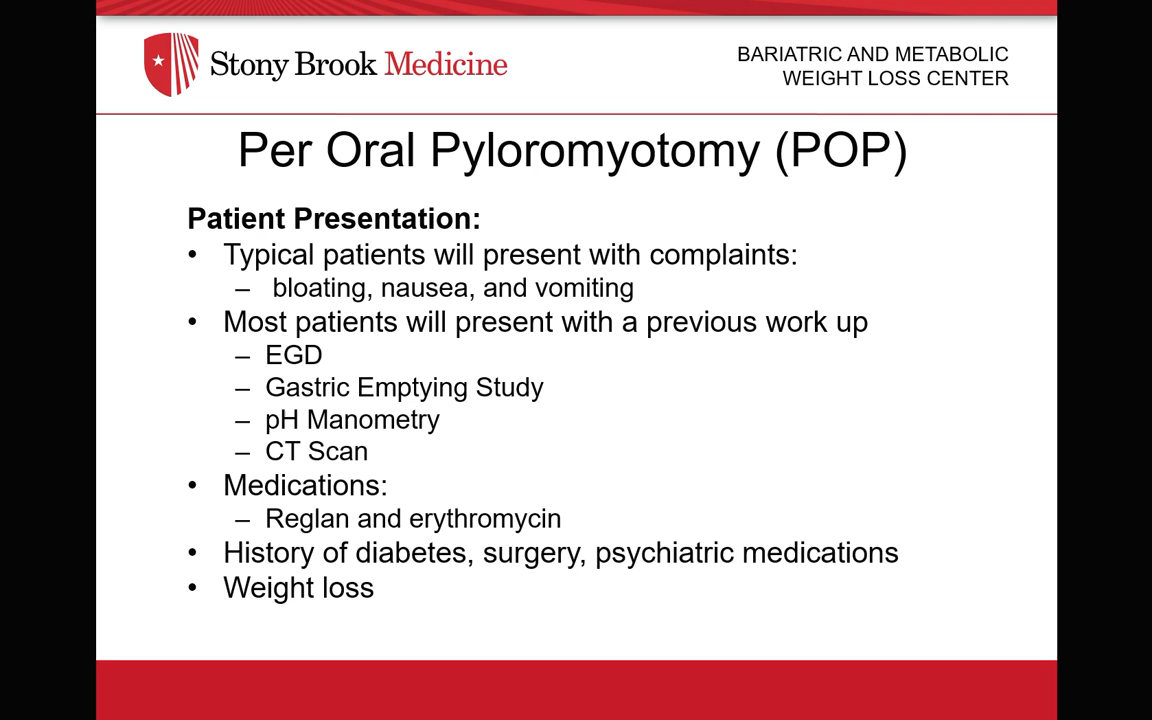 Stony Brook Medicine
BARIATRIC AND METABOLIC
WEIGHT LOSS CENTER
Per Oral Pyloromyotomy (POP)
Patient Presentation:
• Typical patients will present with complaints:
– bloating, nausea, and vomiting
• Most patients will present with a previous work up
– EGD
– Gastric Emptying Study
– pH Manometry
– CT Scan
• Medications:
– Reglan and erythromycin
• History of diabetes, surgery, psychiatric medications
• Weight loss